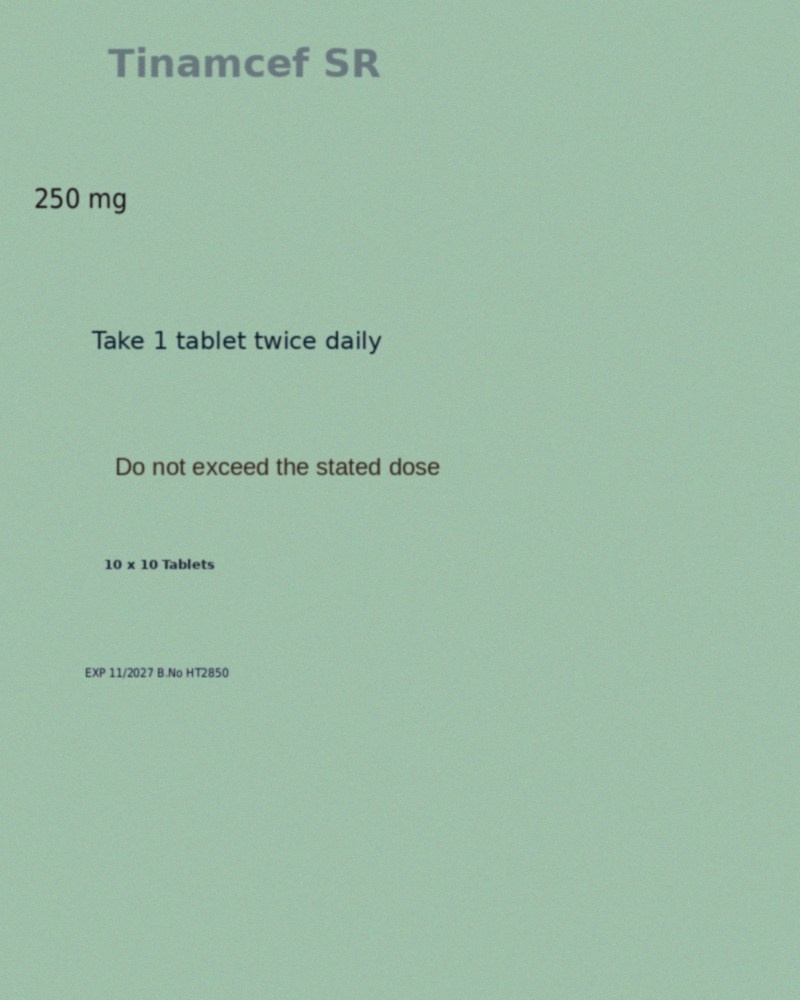 Tinamcef SR
250 mg
Take 1 tablet twice daily
Do not exceed the stated dose
10 x 10 Tablets
EXP 11/2027 B.No HT2850